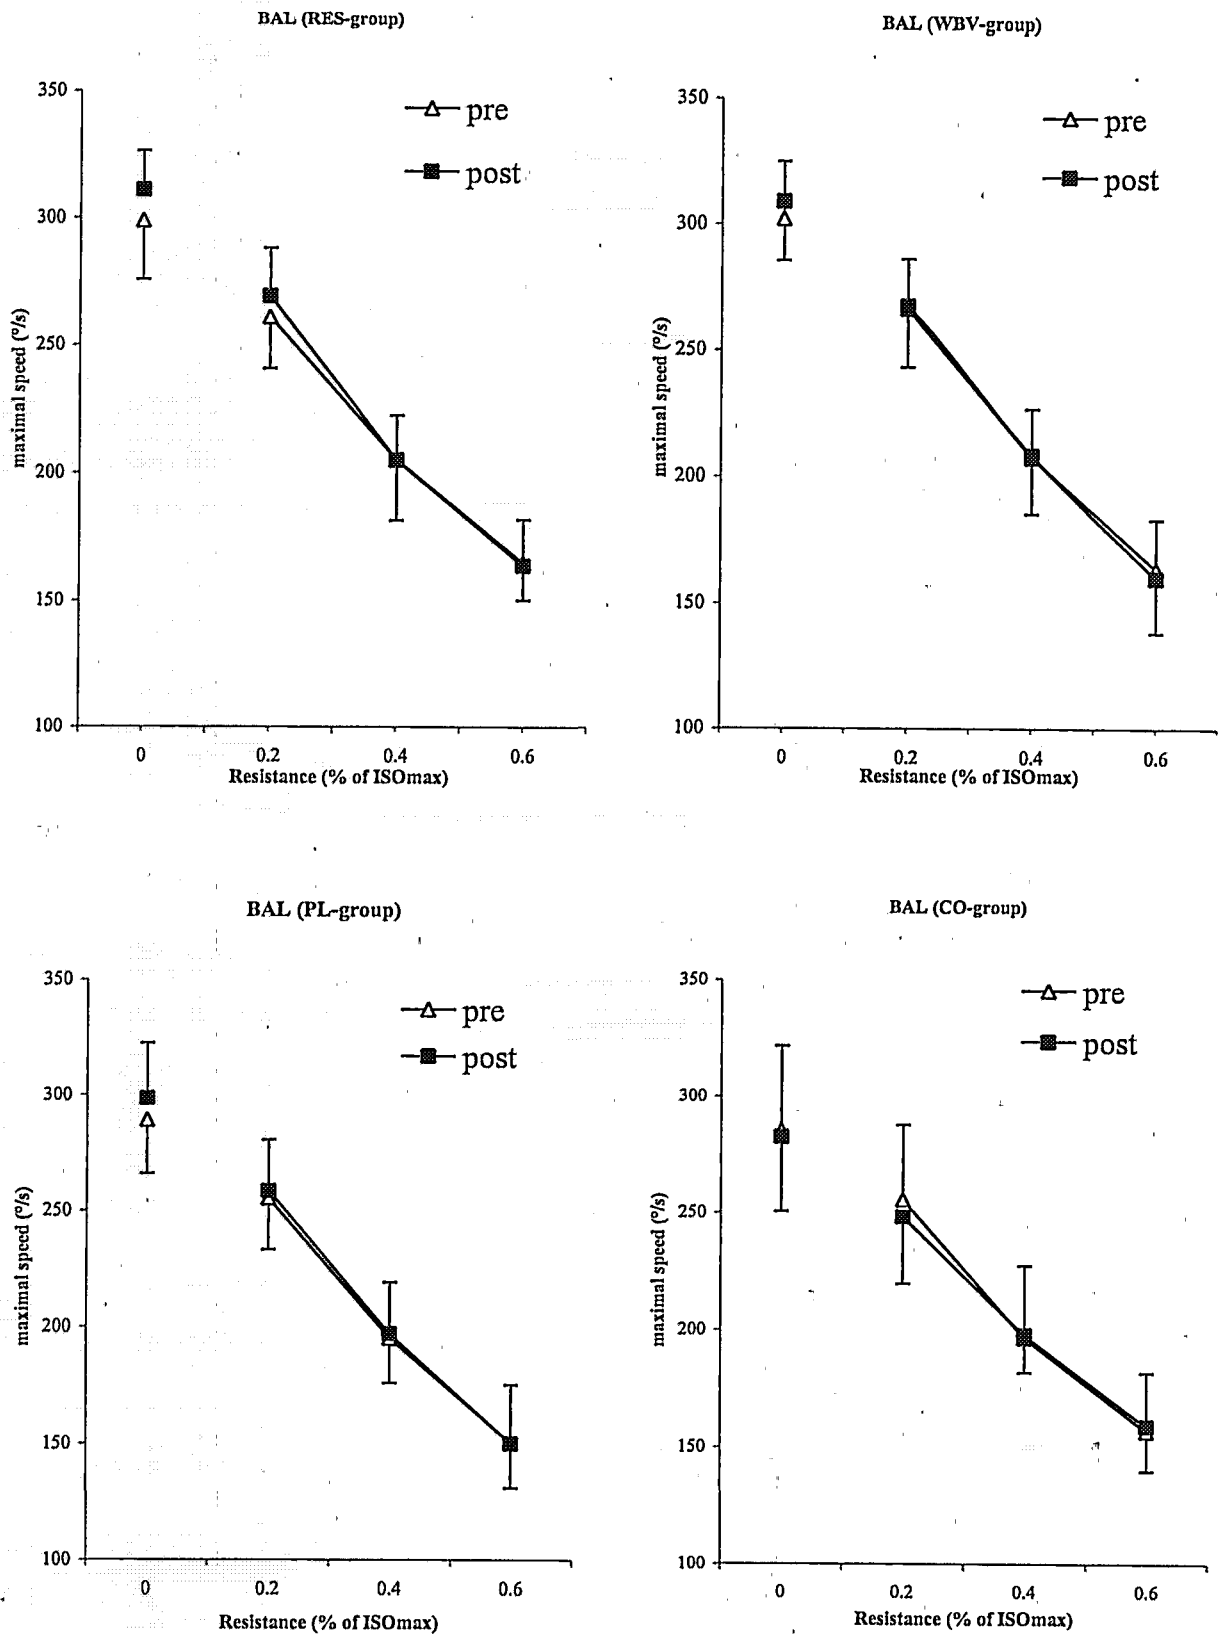 BAL (RES-group)
350
300
250
200
150
100
maximal speed (°/s)
pre
post
0 0.2 0.4 0.6
Resistance (% of ISOmax)
BAL (WBV-group)
350
300
250
200
150
100
maximal speed (°/s)
pre
post
0 0.2 0.4 0.6
Resistance (% of ISOmax)
BAL (PL-group)
350
300
250
200
150
100
maximal speed (°/s)
pre
post
0 0.2 0.4 0.6
Resistance (% of ISOmax)
BAL (CO-group)
350
300
250
200
150
100
maximal speed (°/s)
pre
post
0 0.2 0.4 0.6
Resistance (% of ISOmax)